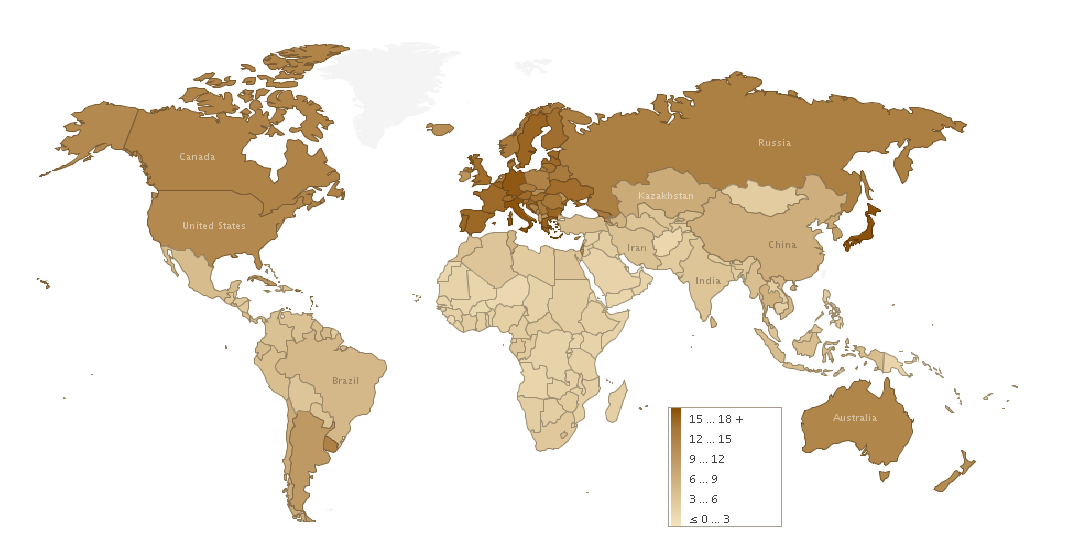 Canada
Russia
Kazakhstan
United States
China
Iran
India
Brazil
Australia
15 ... 18 +
12 ... 15
9 ... 12
6 ... 9
3 ... 6
≤ 0 ... 3